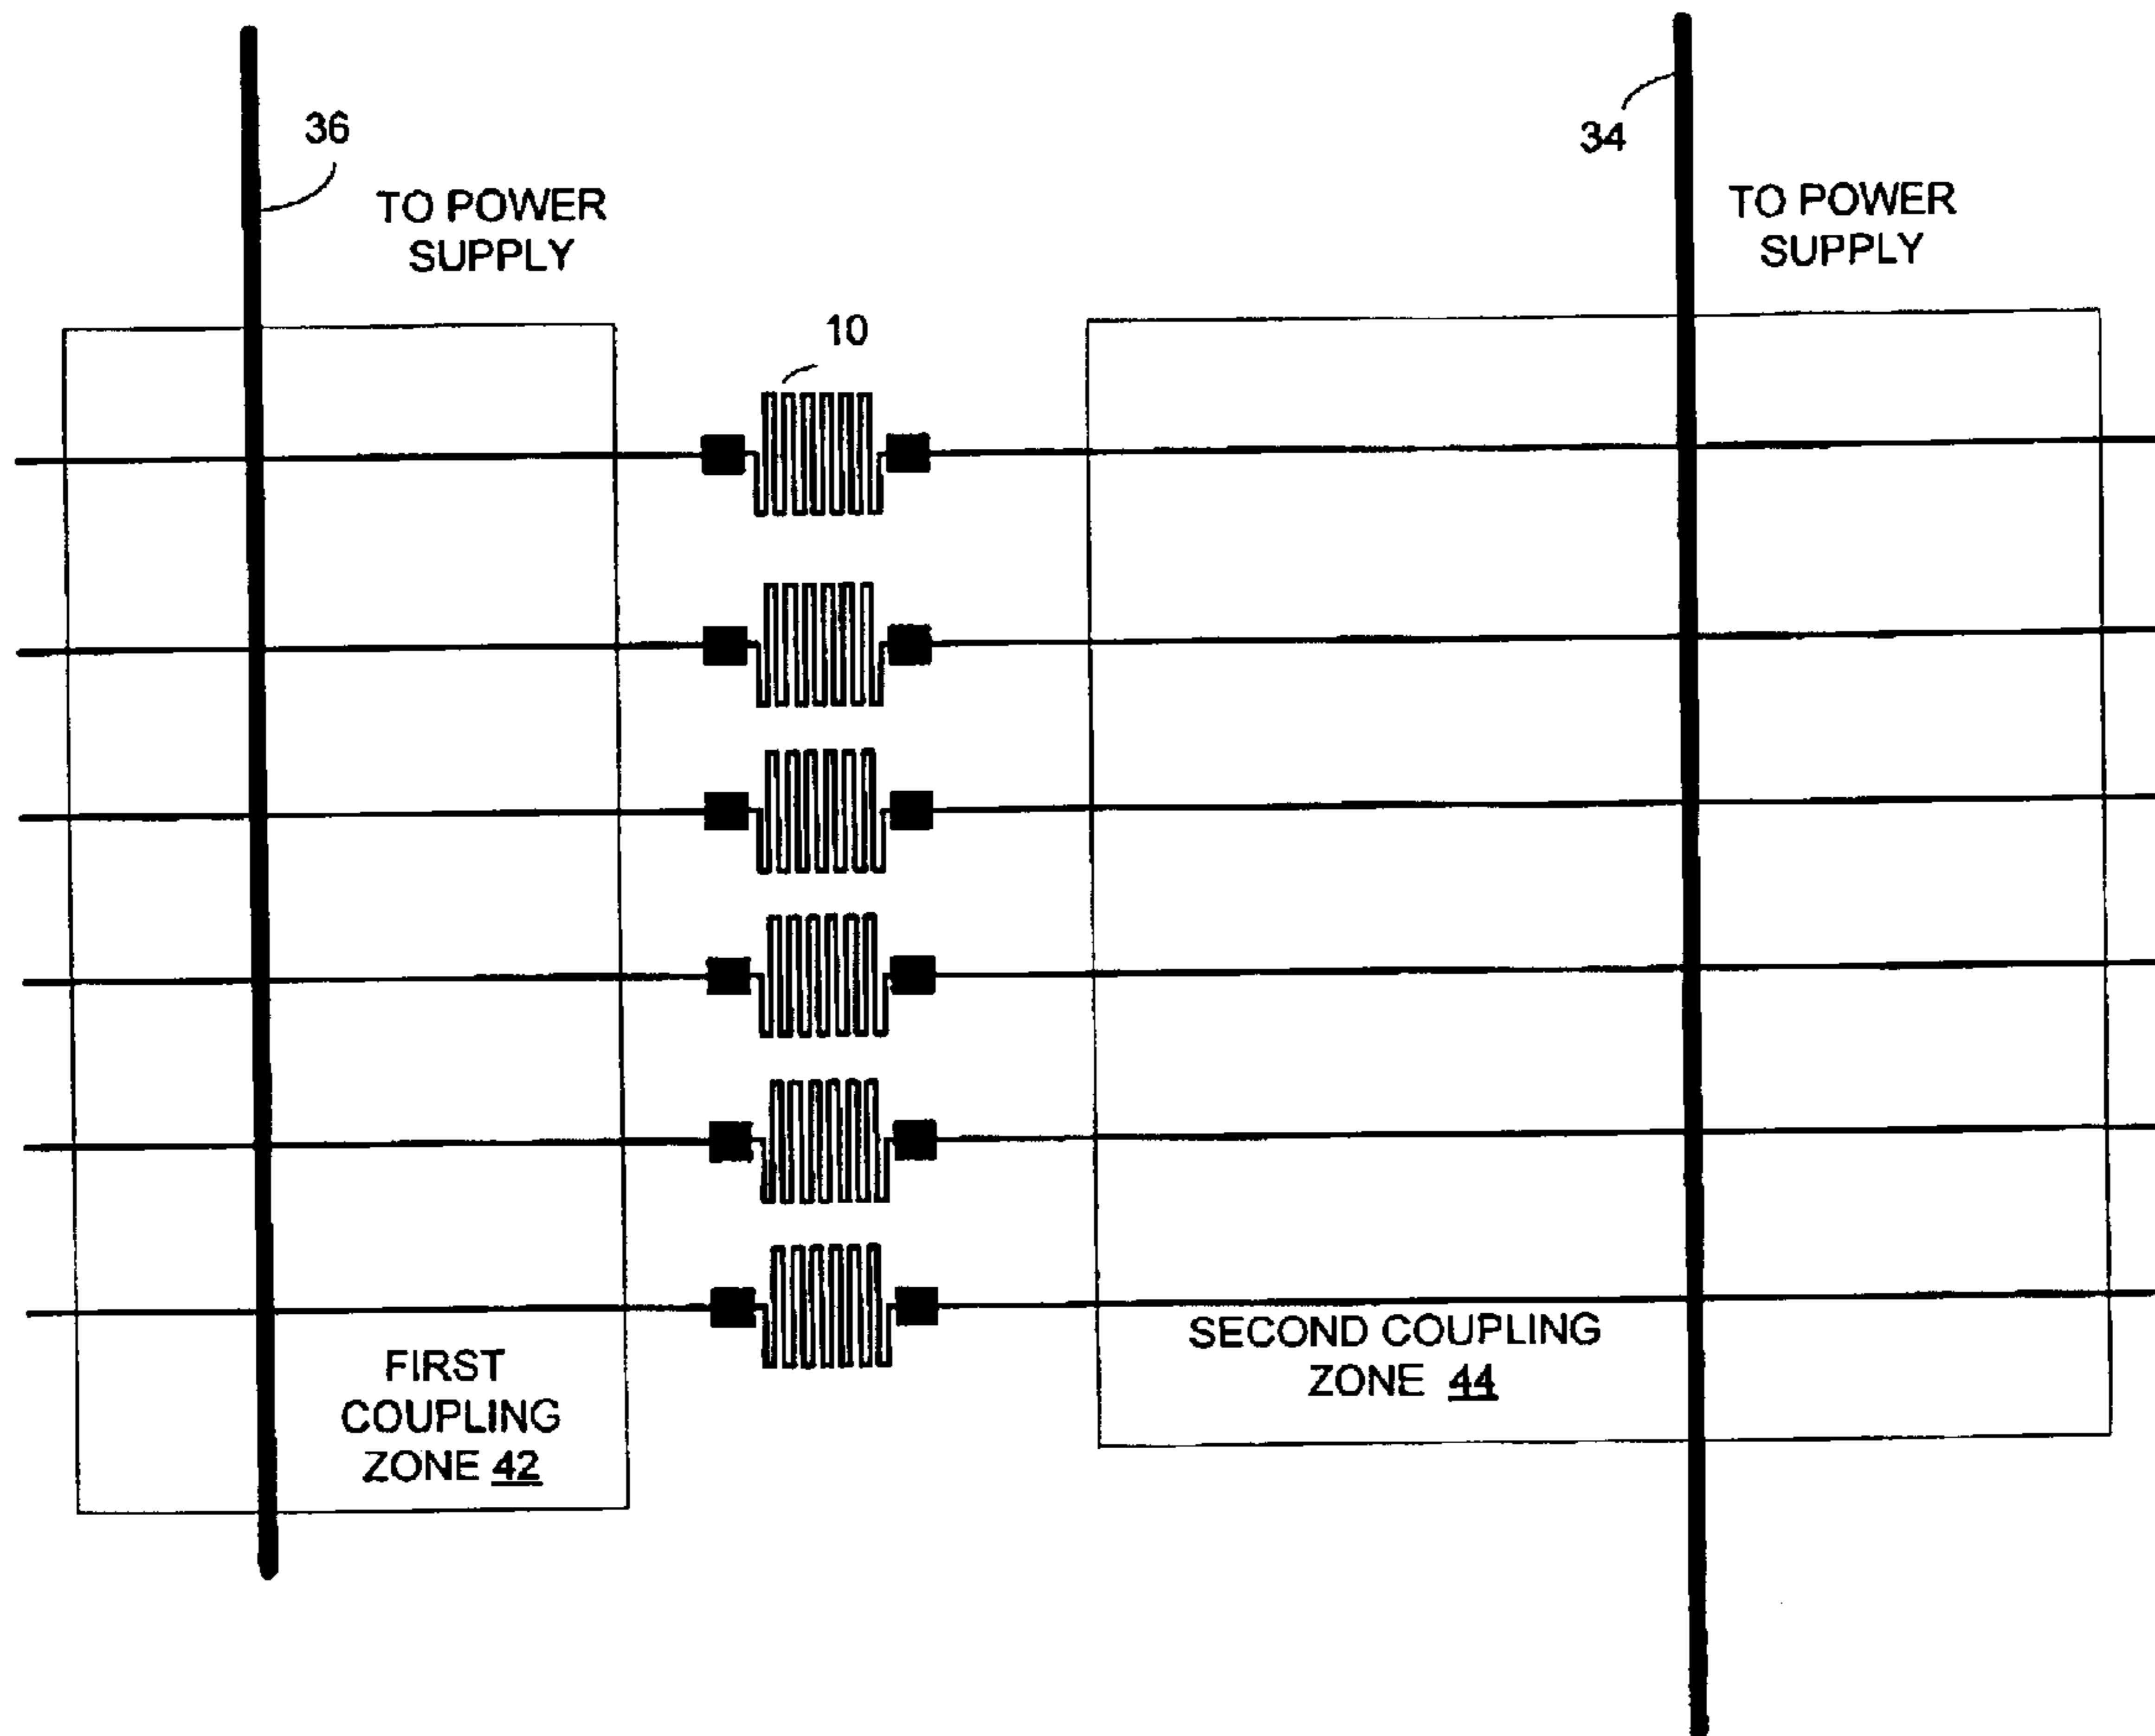 36
34
TO POWER
SUPPLY
TO POWER
SUPPLY
10
FIRST
COUPLING
ZONE 42
SECOND COUPLING
ZONE 44